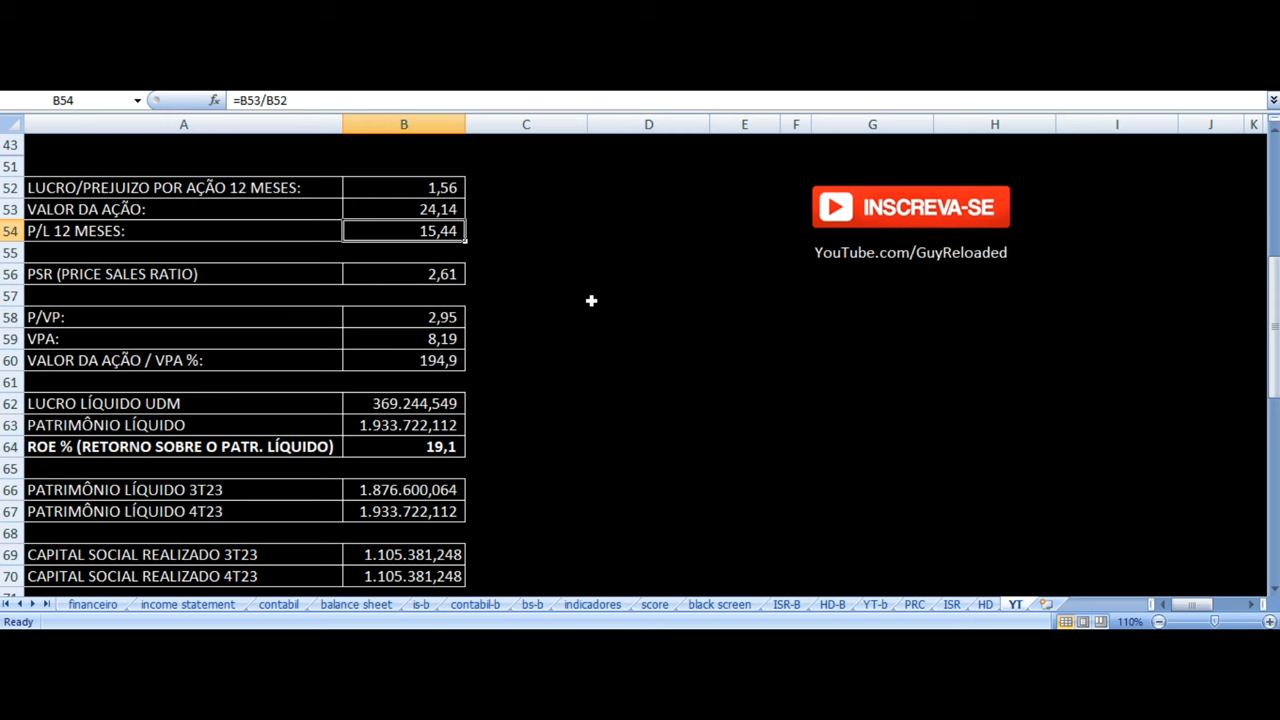 B54 fx =B53/B52
A B C D E F G H I J K
43
51
52 LUCRO/PREJUIZO POR AÇÃO 12 MESES: 1,56
53 VALOR DA AÇÃO: 24,14
54 P/L 12 MESES: 15,44
55
56 PSR (PRICE SALES RATIO) 2,61
57
58 P/VP: 2,95
59 VPA: 8,19
60 VALOR DA AÇÃO / VPA %: 194,9
61
62 LUCRO LÍQUIDO UDM 369.244,549
63 PATRIMÔNIO LÍQUIDO 1.933.722,112
64 ROE % (RETORNO SOBRE O PATR. LÍQUIDO) 19,1
65
66 PATRIMÔNIO LÍQUIDO 3T23 1.876.600,064
67 PATRIMÔNIO LÍQUIDO 4T23 1.933.722,112
68
69 CAPITAL SOCIAL REALIZADO 3T23 1.105.381,248
70 CAPITAL SOCIAL REALIZADO 4T23 1.105.381,248
INSCREVA-SE
YouTube.com/GuyReloaded
financeiro income statement contabil balance sheet is-b contabil-b bs-b indicadores score black screen ISR-B HD-B YT-b PRC ISR HD YT
Ready 110%